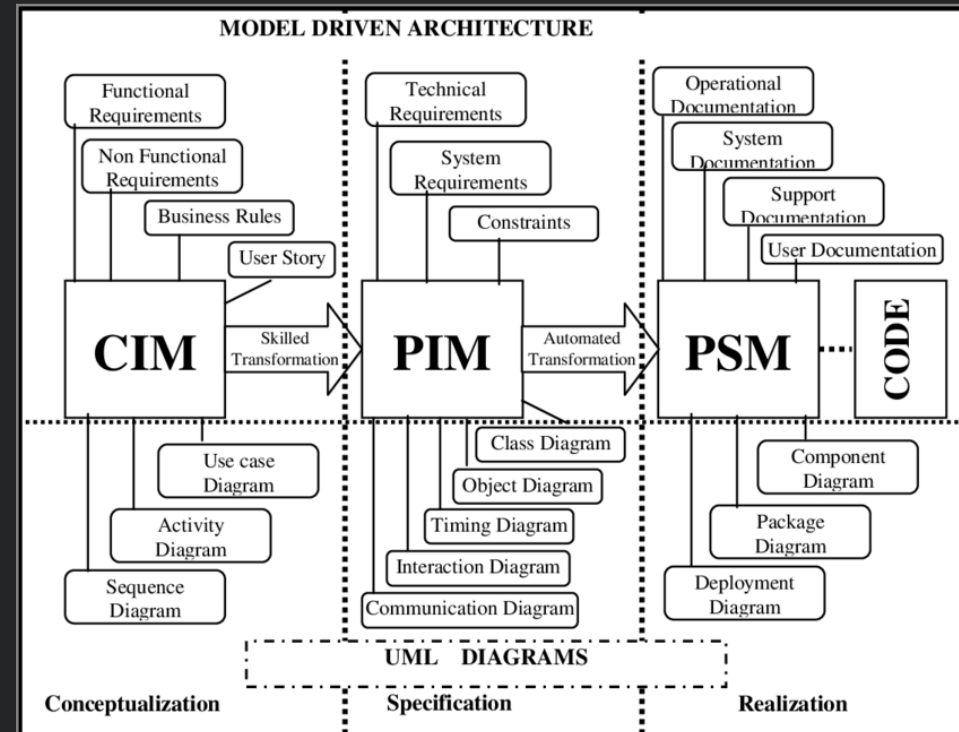 MODEL DRIVEN ARCHITECTURE
Functional
Requirements
Non Functional
Requirements
Business Rules
User Story
CIM
Skilled
Transformation
Use case
Diagram
Activity
Diagram
Sequence
Diagram
Technical
Requirements
System
Requirements
Constraints
PIM
Automated
Transformation
Class Diagram
Object Diagram
Timing Diagram
Interaction Diagram
Communication Diagram
Operational
Documentation
System
Documentation
Support
Documentation
User Documentation
PSM
CODE
Component
Diagram
Package
Diagram
Deployment
Diagram
UML DIAGRAMS
Conceptualization
Specification
Realization